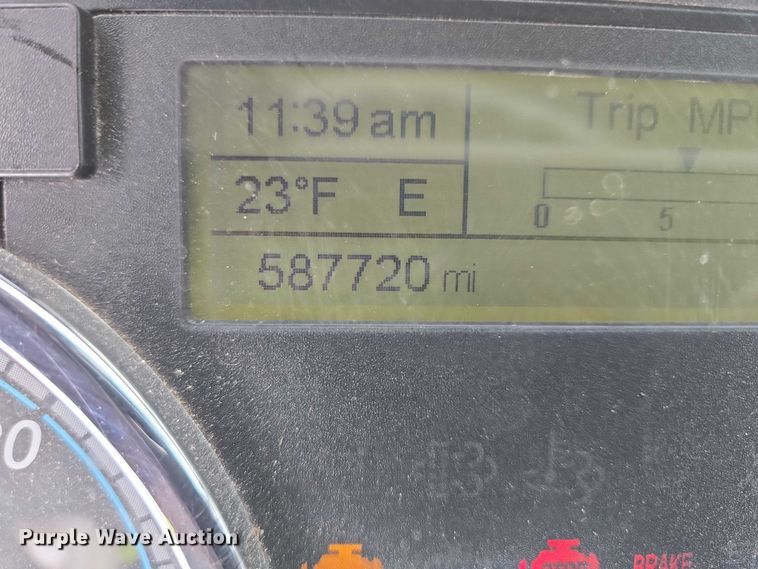 11:39 am
Trip MP
23°F E
0 5
587720 mi
BRAKE
Purple Wave Auction